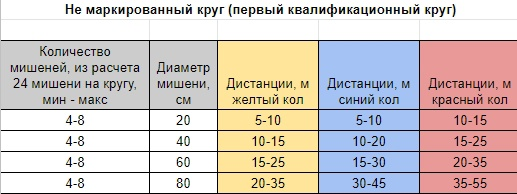 Не маркированный круг (первый квалификационный круг)
Количество мишеней, из расчета 24 мишени на кругу, мин - макс | Диаметр мишени, см | Дистанции, м желтый кол | Дистанции, м синий кол | Дистанции, м красный кол
4-8 | 20 | 5-10 | 5-10 | 10-15
4-8 | 40 | 10-15 | 10-20 | 15-25
4-8 | 60 | 15-25 | 15-30 | 20-35
4-8 | 80 | 20-35 | 30-45 | 35-55